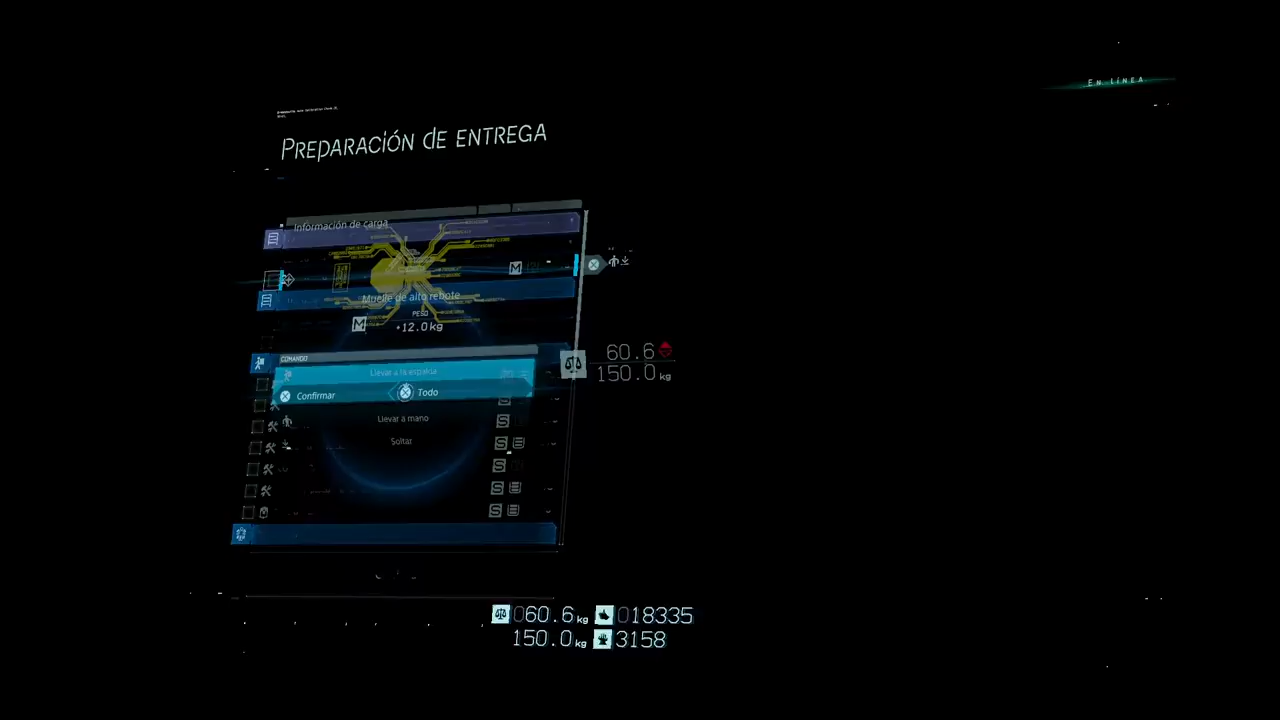 En línea
Preparación de entrega
Información de carga
M
Muelle de alto rebote
PESO
M
+12.0kg
60.6
150.0 kg
COMANDO
Llevar a la espalda
Confirmar
Todo
S
Llevar a mano
S
Soltar
S
S
S
S
060.6 kg 018335
150.0 kg 3158